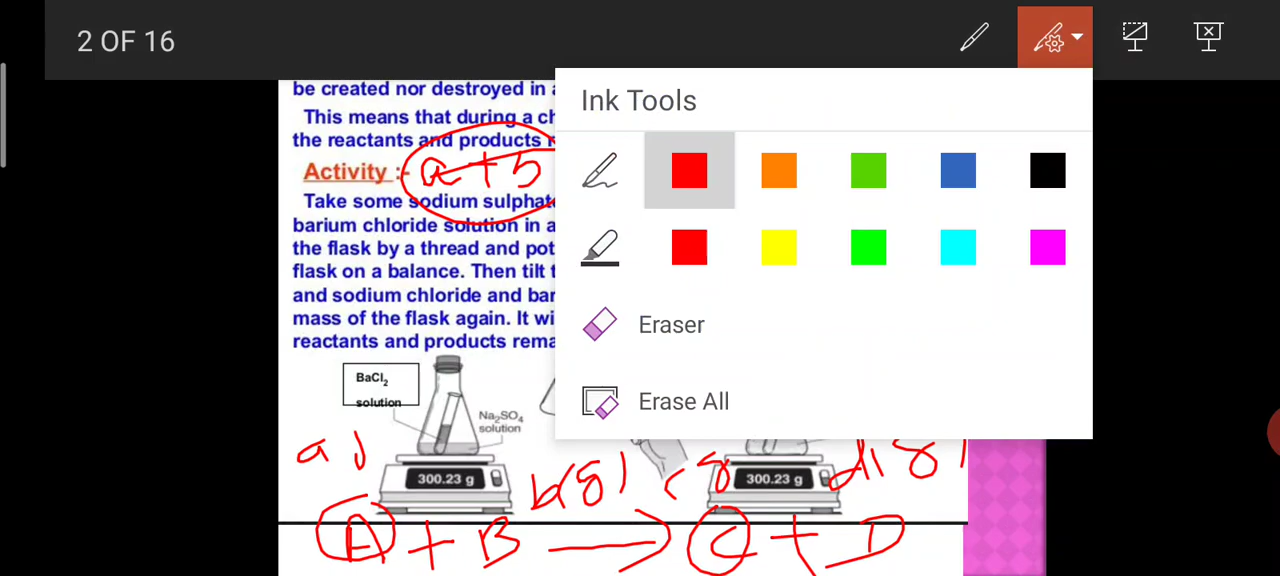 2 OF 16
be created nor destroyed in a
This means that during a ch
the reactants and products r
Activity :- a + b
Take some sodium sulphate
barium chloride solution in a
the flask by a thread and pot
flask on a balance. Then tilt t
and sodium chloride and bar
mass of the flask again. It wi
reactants and products rema
Ink Tools
Eraser
Erase All
BaCl₂
solution
Na₂SO₄
solution
300.23 g
300.23 g
A + B → C + D